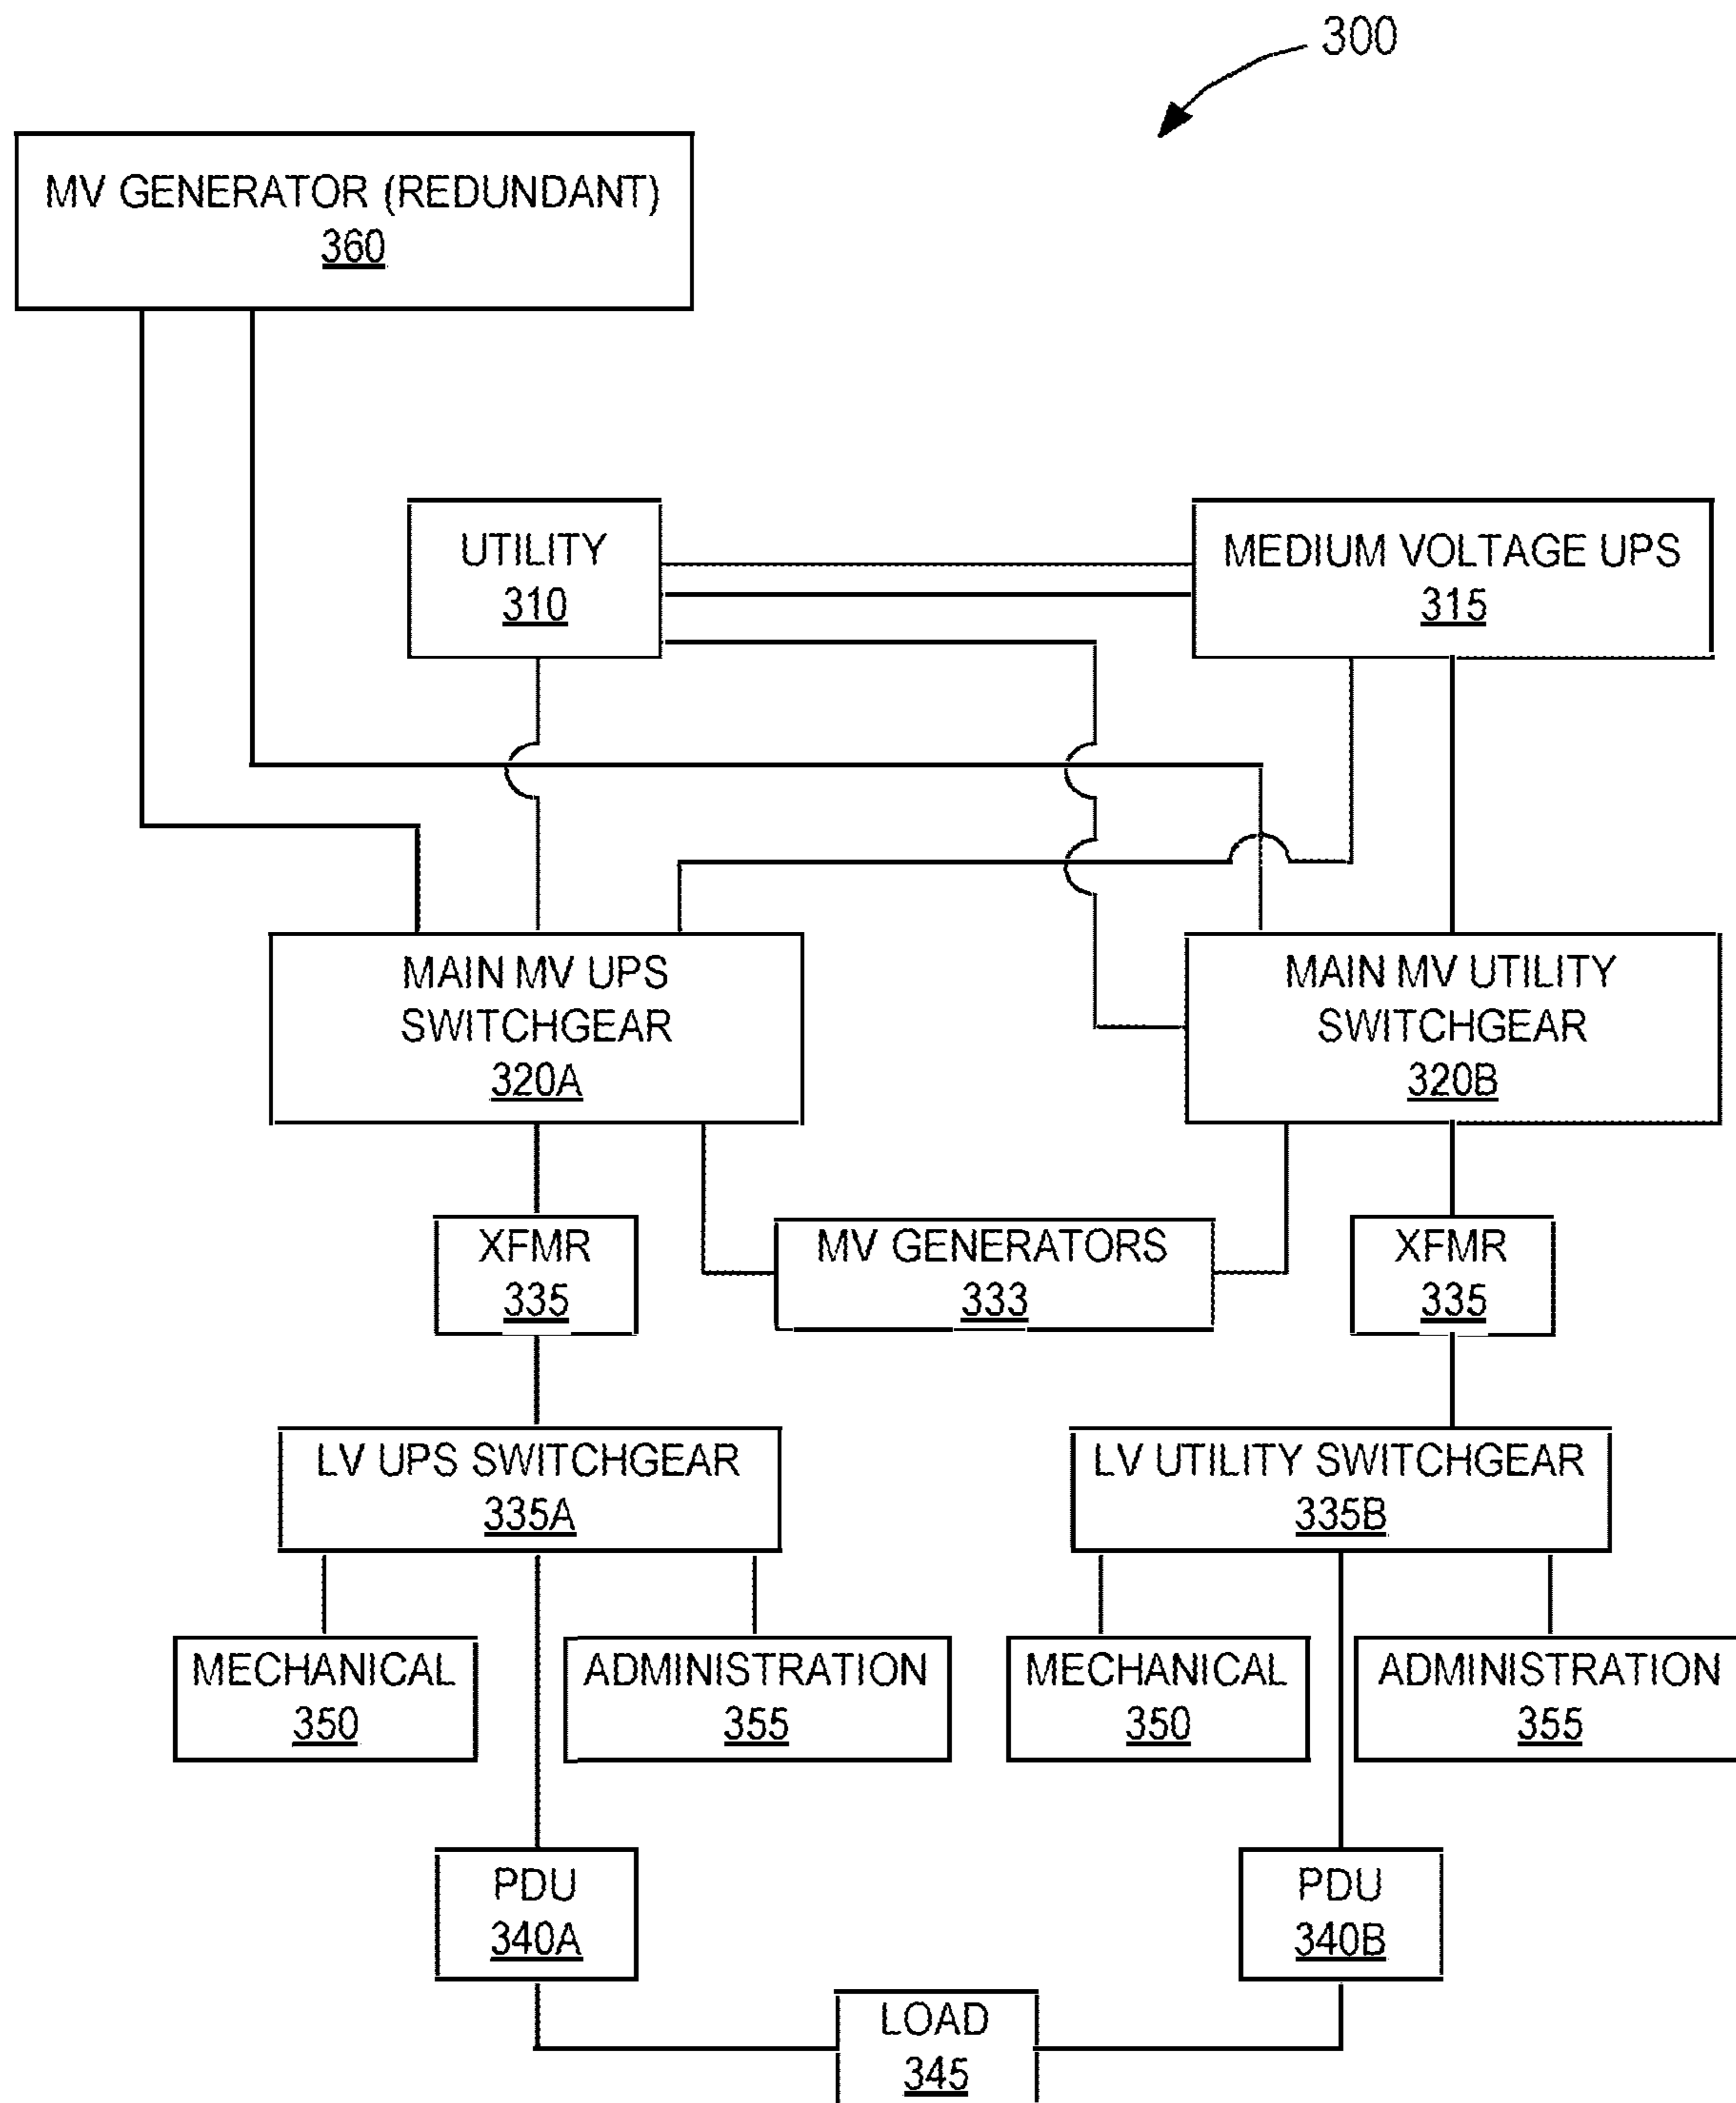 300
MV GENERATOR (REDUNDANT)
360
UTILITY
310
MEDIUM VOLTAGE UPS
315
MAIN MV UPS
SWITCHGEAR
320A
MAIN MV UTILITY
SWITCHGEAR
320B
XFMR
335
MV GENERATORS
333
XFMR
335
LV UPS SWITCHGEAR
335A
LV UTILITY SWITCHGEAR
335B
MECHANICAL
350
ADMINISTRATION
355
MECHANICAL
350
ADMINISTRATION
355
PDU
340A
PDU
340B
LOAD
345